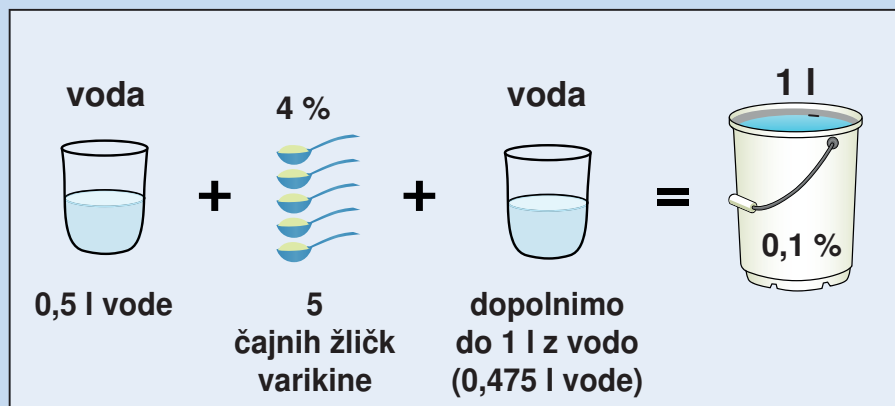 voda
+
4 %
+
voda
=
1 l
0,1 %
0,5 l vode
5
čajnih žličk
varikine
dopolnimo
do 1 l z vodo
(0,475 l vode)